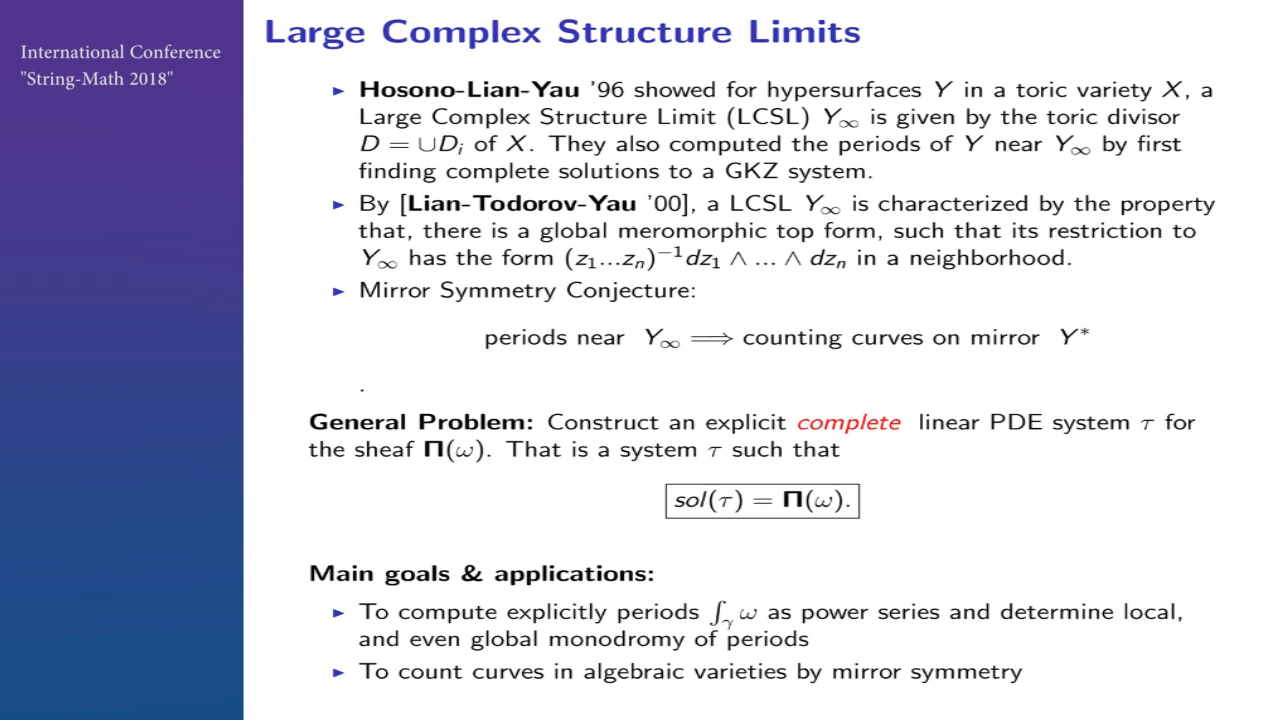 International Conference
"String-Math 2018"
Large Complex Structure Limits
► Hosono-Lian-Yau '96 showed for hypersurfaces Y in a toric variety X, a
Large Complex Structure Limit (LCSL) Y∞ is given by the toric divisor
D = ∪Dᵢ of X. They also computed the periods of Y near Y∞ by first
finding complete solutions to a GKZ system.
► By [Lian-Todorov-Yau '00], a LCSL Y∞ is characterized by the property
that, there is a global meromorphic top form, such that its restriction to
Y∞ has the form (z₁...zₙ)⁻¹dz₁ ∧ ... ∧ dzₙ in a neighborhood.
► Mirror Symmetry Conjecture:
periods near Y∞ ⟹ counting curves on mirror Y*
.
General Problem: Construct an explicit complete linear PDE system τ for
the sheaf Π(ω). That is a system τ such that
sol(τ) = Π(ω).
Main goals & applications:
► To compute explicitly periods ∫γ ω as power series and determine local,
and even global monodromy of periods
► To count curves in algebraic varieties by mirror symmetry